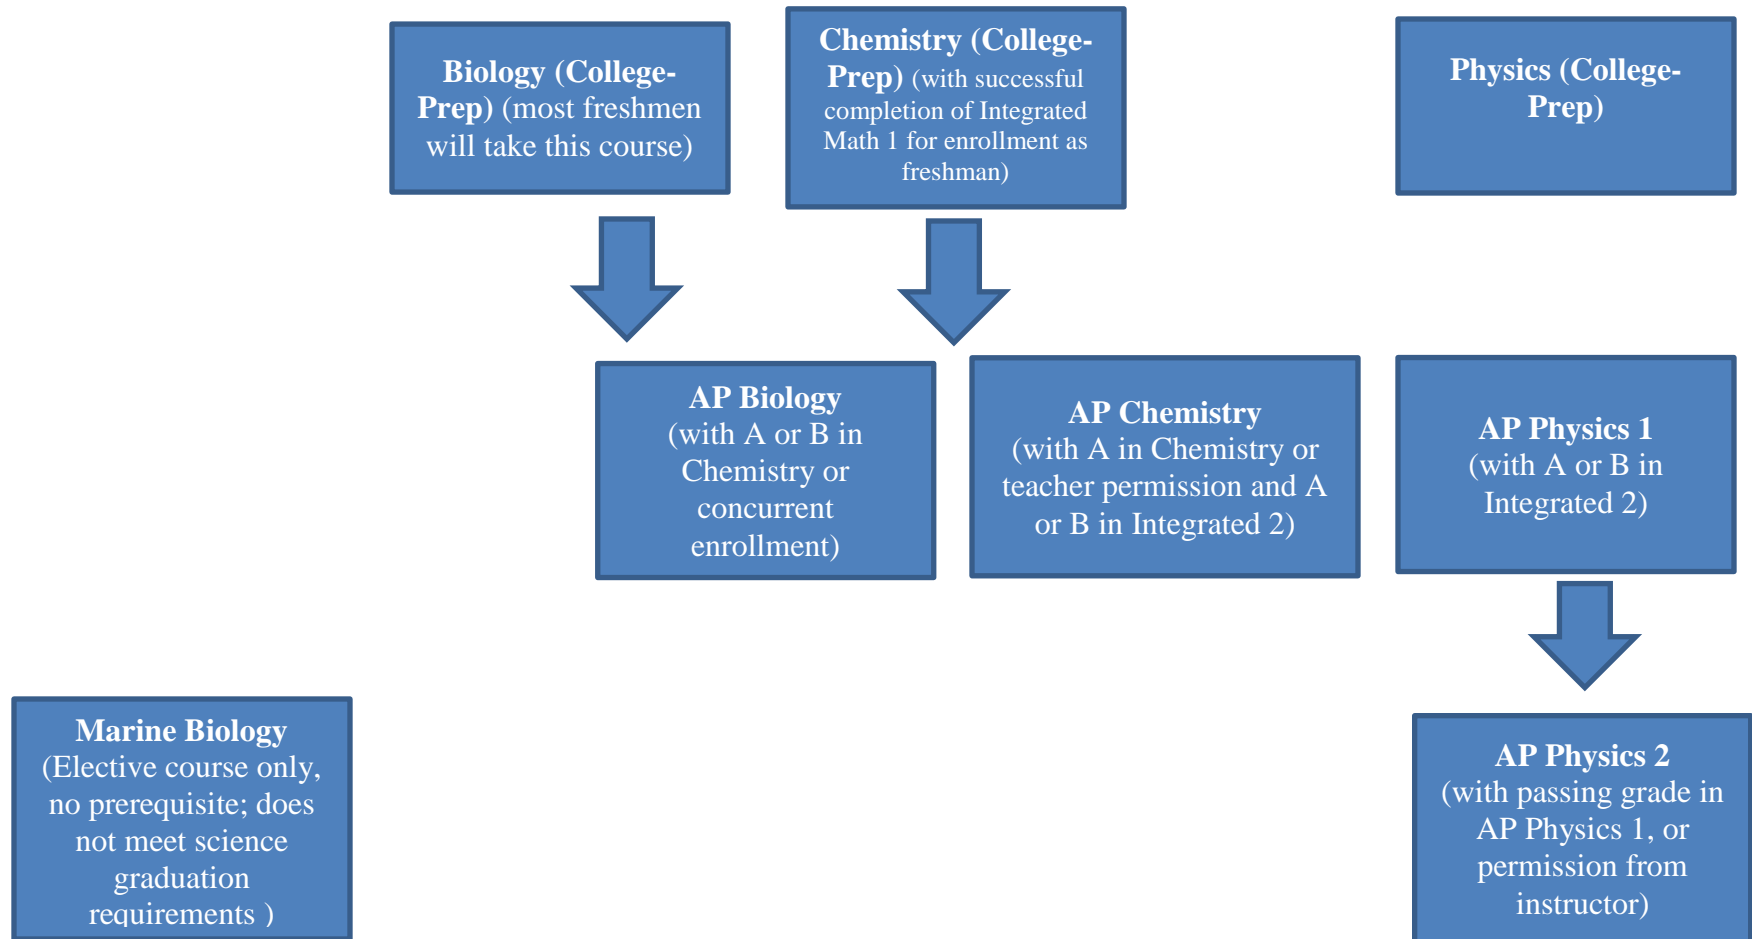 Biology (College-
Prep) (most freshmen
will take this course)
Chemistry (College-
Prep) (with successful
completion of Integrated
Math 1 for enrollment as
freshman)
Physics (College-
Prep)
AP Biology
(with A or B in
Chemistry or
concurrent
enrollment)
AP Chemistry
(with A in Chemistry or
teacher permission and A
or B in Integrated 2)
AP Physics 1
(with A or B in
Integrated 2)
Marine Biology
(Elective course only,
no prerequisite; does
not meet science
graduation
requirements )
AP Physics 2
(with passing grade in
AP Physics 1, or
permission from
instructor)